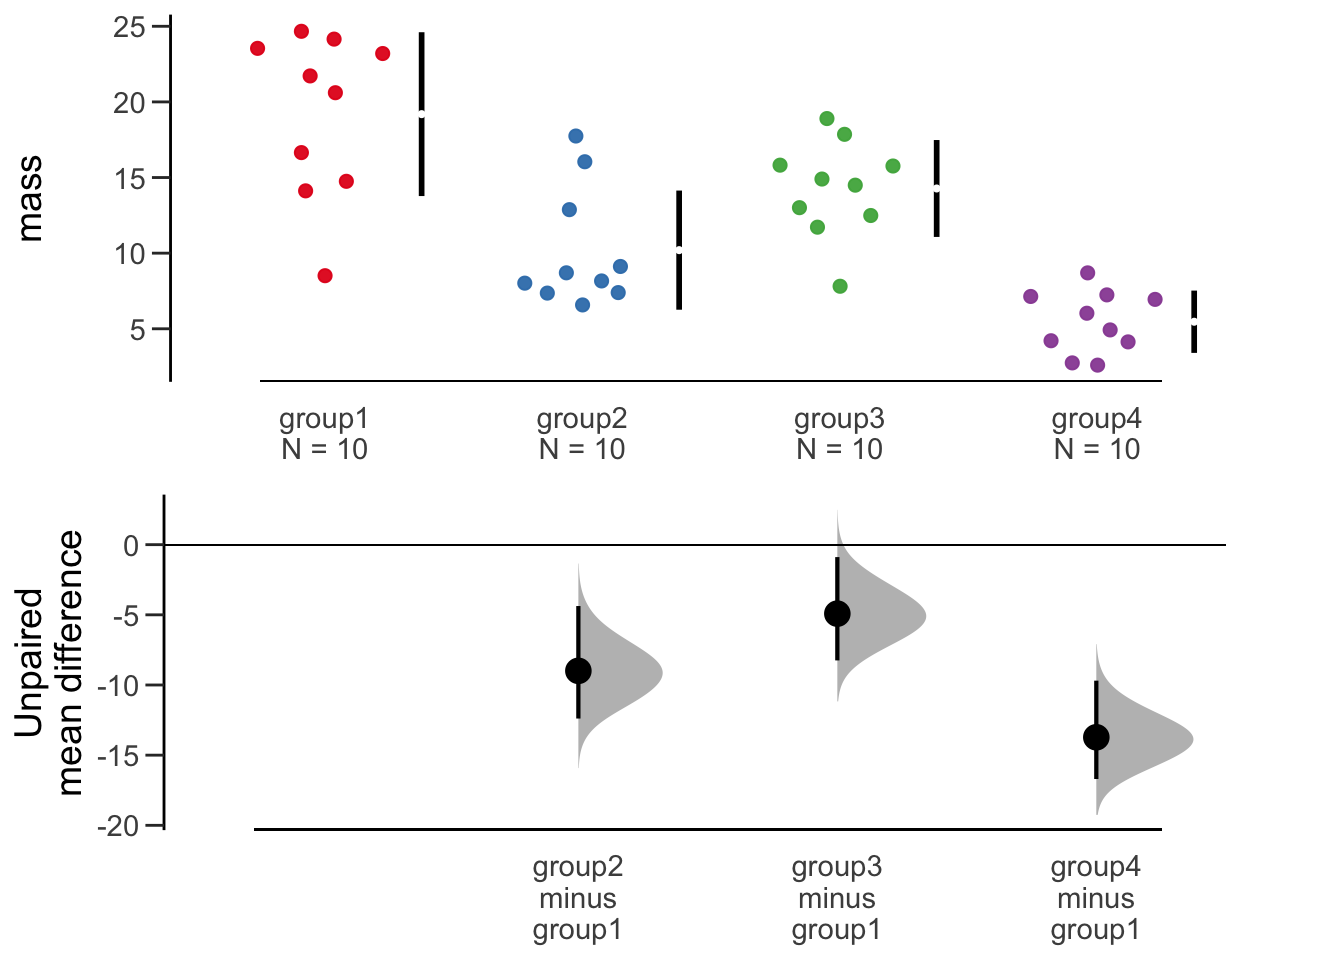 25
20
15
10
5
mass
group1
N = 10
group2
N = 10
group3
N = 10
group4
N = 10
0
-5
-10
-15
-20
Unpaired
mean difference
group2
minus
group1
group3
minus
group1
group4
minus
group1